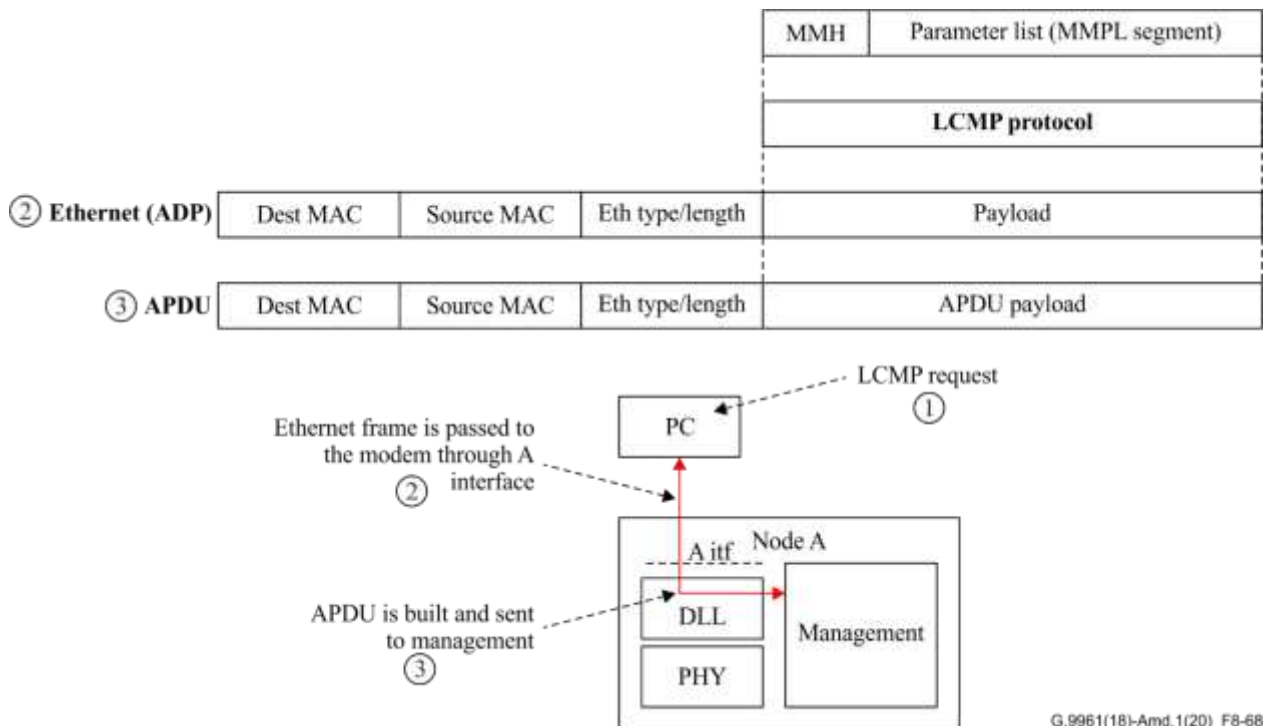 MMH Parameter list (MMPL segment)
LCMP protocol
② Ethernet (ADP) Dest MAC Source MAC Eth type/length Payload
③ APDU Dest MAC Source MAC Eth type/length APDU payload
LCMP request
①
PC
Ethernet frame is passed to
the modem through A
interface
②
Node A
A itf
DLL
Management
APDU is built and sent
to management
③
PHY
G.9961(18)-Amd.1(20)_F8-68